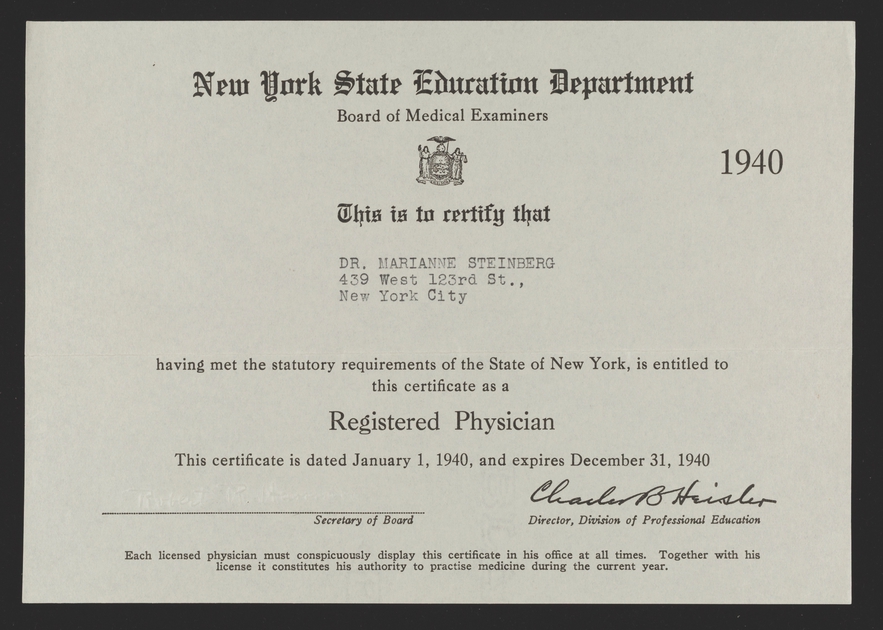 New York State Education Department
Board of Medical Examiners
1940
This is to certify that
DR. MARIANNE STEINBERG
439 West 123rd St.,
New York City
having met the statutory requirements of the State of New York, is entitled to
this certificate as a
Registered Physician
This certificate is dated January 1, 1940, and expires December 31, 1940
Charles B Heisler
Secretary of Board
Director, Division of Professional Education
Each licensed physician must conspicuously display this certificate in his office at all times. Together with his
license it constitutes his authority to practise medicine during the current year.